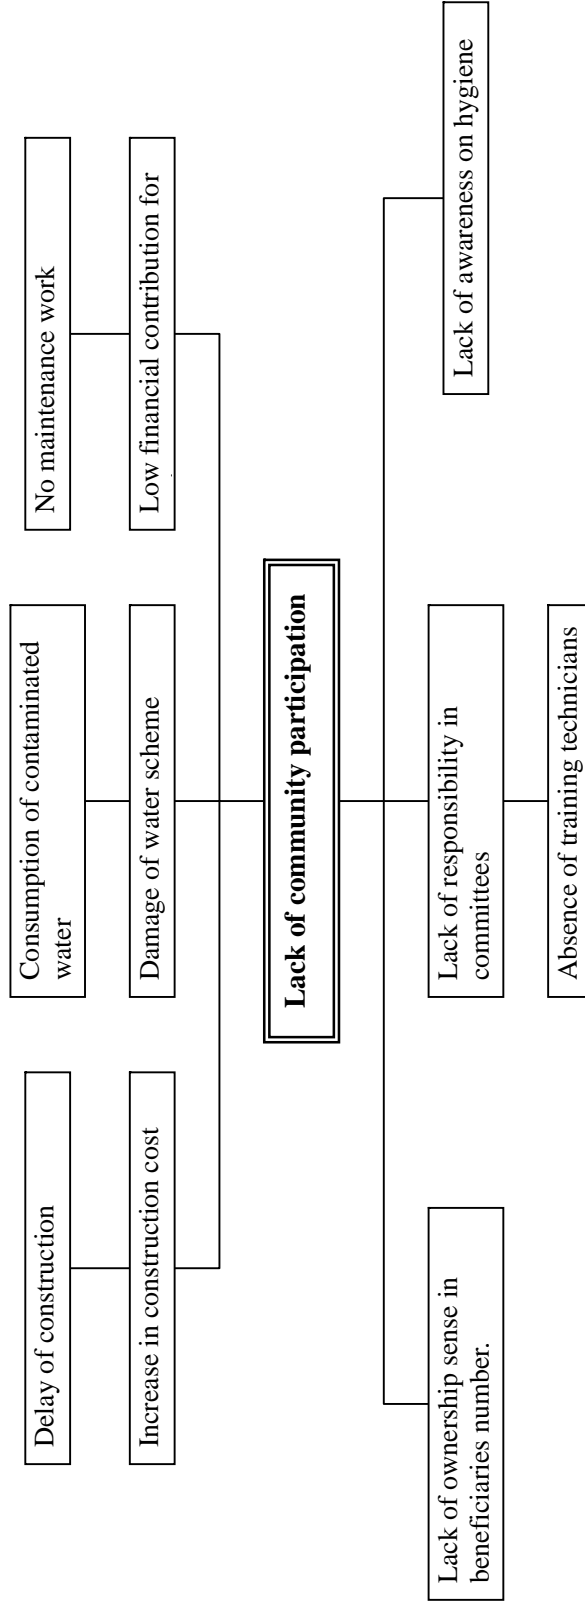 Delay of construction
Consumption of contaminated
water
No maintenance work
Increase in construction cost
Damage of water scheme
Low financial contribution for
Lack of community participation
Lack of ownership sense in
beneficiaries number.
Lack of responsibility in
committees
Lack of awareness on hygiene
Absence of training technicians